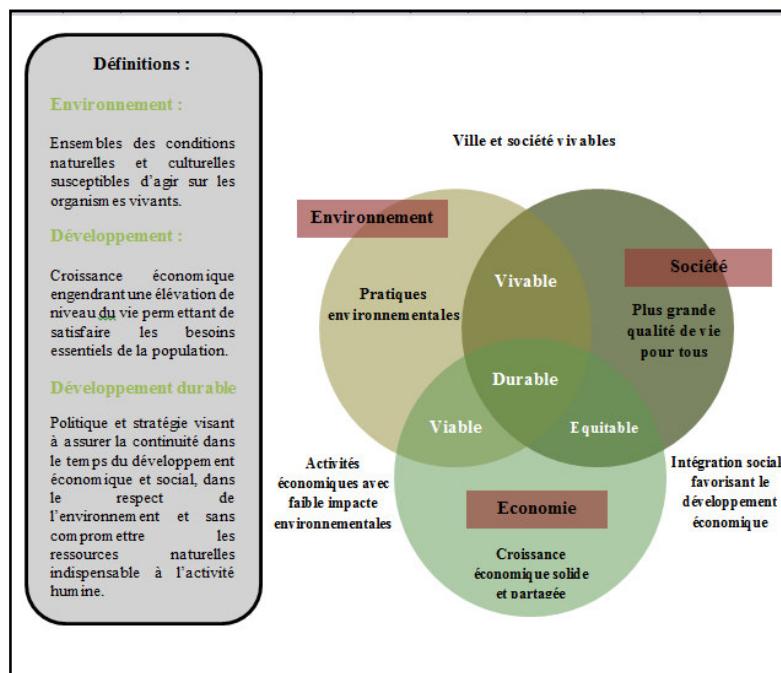 Définitions :
Environnement :
Ensembles des conditions
naturelles et culturelles
susceptibles d'agir sur les
organismes vivants.
Développement :
Croissance économique
engendrant une élévation de
niveau du vie permettant de
satisfaire les besoins
essentiels de la population.
Développement durable
Politique et stratégie visant
à assurer la continuité dans
le temps du développement
économique et social, dans
le respect de
l'environnement et sans
compromettre les
ressources naturelles
indispensable à l'activité
humine.
Ville et société vivables
Environnement
Société
Vivable
Pratiques
environnementales
Plus grande
qualité de vie
pour tous
Durable
Viable
Equitable
Activités
économiques avec
faible impacte
environnementales
Intégration social
favorisant le
développement
économique
Economie
Croissance
économique solide
et partagée